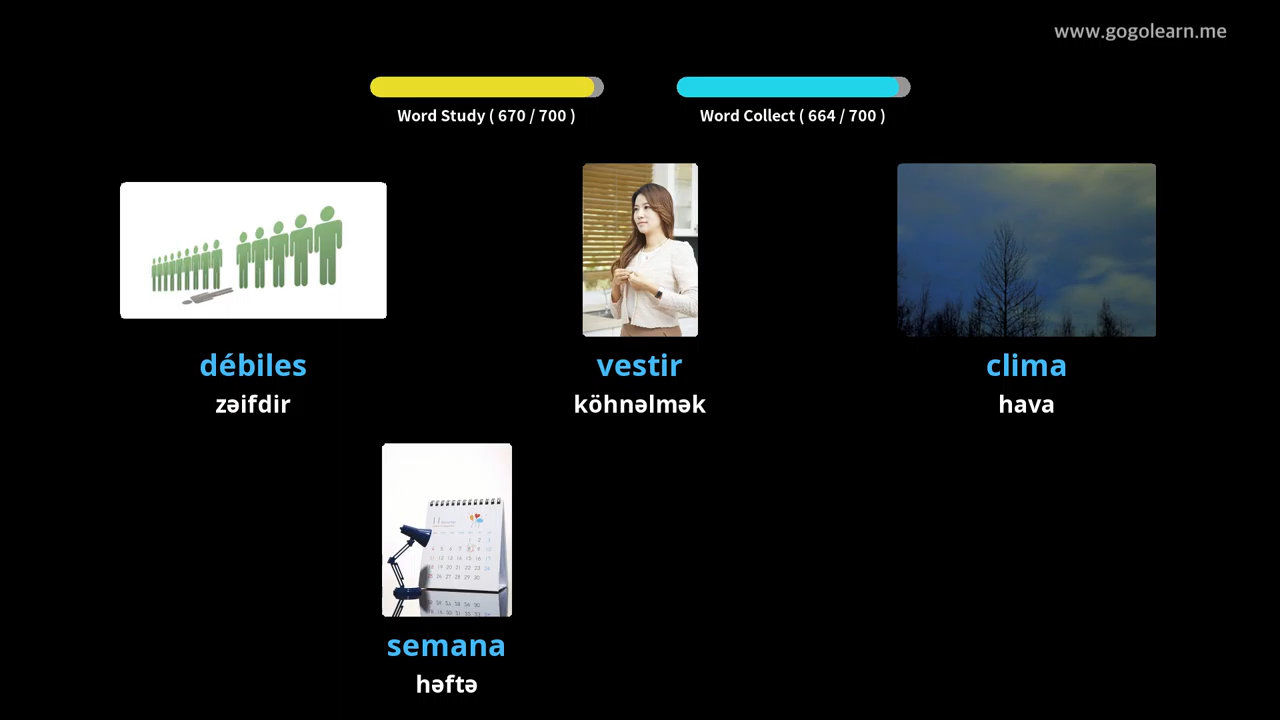 www.gogolearn.me
Word Study ( 670 / 700 )
Word Collect ( 664 / 700 )
débiles
vestir
clima
zəifdir
köhnəlmək
hava
semana
həftə